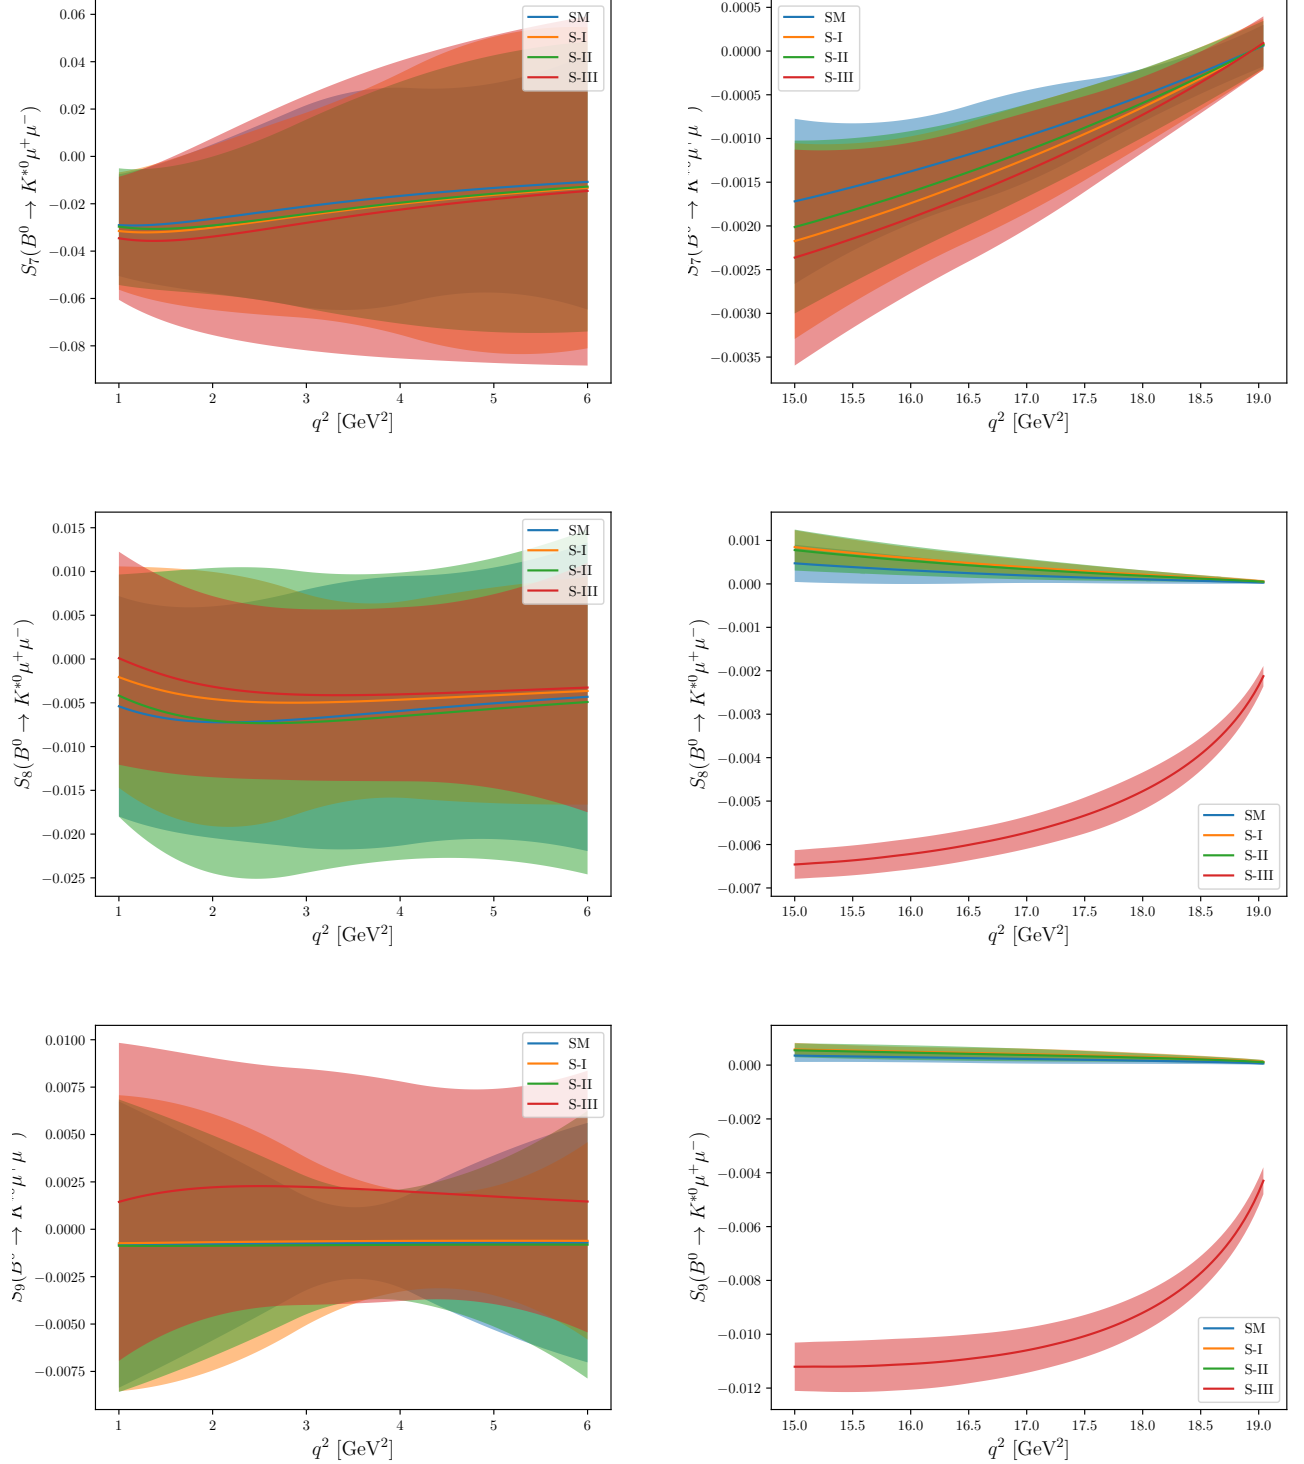 0.06
0.04
0.02
0.00
−0.02
−0.04
−0.06
−0.08
S₇(B⁰ → K*⁰μ⁺μ⁻)
SM
S-I
S-II
S-III
1 2 3 4 5 6
q² [GeV²]
0.0005
0.0000
−0.0005
−0.0010
−0.0015
−0.0020
−0.0025
−0.0030
−0.0035
SM
S-I
S-II
S-III
15.0 15.5 16.0 16.5 17.0 17.5 18.0 18.5 19.0
q² [GeV²]
0.015
0.010
0.005
0.000
−0.005
−0.010
−0.015
−0.020
−0.025
S₈(B⁰ → K*⁰μ⁺μ⁻)
SM
S-I
S-II
S-III
1 2 3 4 5 6
q² [GeV²]
0.001
0.000
−0.001
−0.002
−0.003
−0.004
−0.005
−0.006
−0.007
S₈(B⁰ → K*⁰μ⁺μ⁻)
SM
S-I
S-II
S-III
15.0 15.5 16.0 16.5 17.0 17.5 18.0 18.5 19.0
q² [GeV²]
0.0100
0.0075
0.0050
0.0025
0.0000
−0.0025
−0.0050
−0.0075
SM
S-I
S-II
S-III
1 2 3 4 5 6
q² [GeV²]
0.000
−0.002
−0.004
−0.006
−0.008
−0.010
−0.012
S₉(B⁰ → K*⁰μ⁺μ⁻)
SM
S-I
S-II
S-III
15.0 15.5 16.0 16.5 17.0 17.5 18.0 18.5 19.0
q² [GeV²]